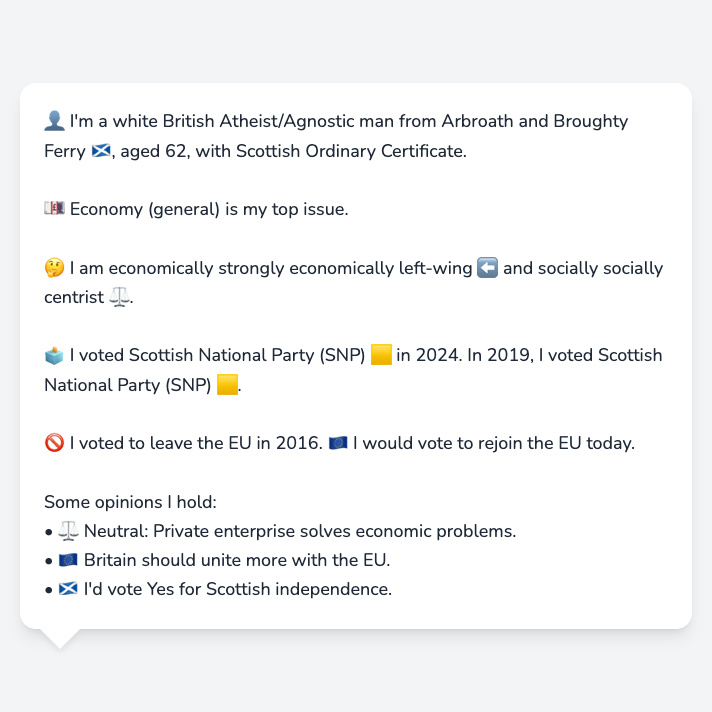 👤 I'm a white British Atheist/Agnostic man from Arbroath and Broughty
Ferry 🏴󠁧󠁢󠁳󠁣󠁴󠁿, aged 62, with Scottish Ordinary Certificate.
💷 Economy (general) is my top issue.
🤔 I am economically strongly economically left-wing ⬅️ and socially socially
centrist ⚖️.
🗳️ I voted Scottish National Party (SNP) 🟨 in 2024. In 2019, I voted Scottish
National Party (SNP) 🟨.
🚫 I voted to leave the EU in 2016. 🇪🇺 I would vote to rejoin the EU today.
Some opinions I hold:
• ⚖️ Neutral: Private enterprise solves economic problems.
• 🇪🇺 Britain should unite more with the EU.
• 🏴󠁧󠁢󠁳󠁣󠁴󠁿 I'd vote Yes for Scottish independence.